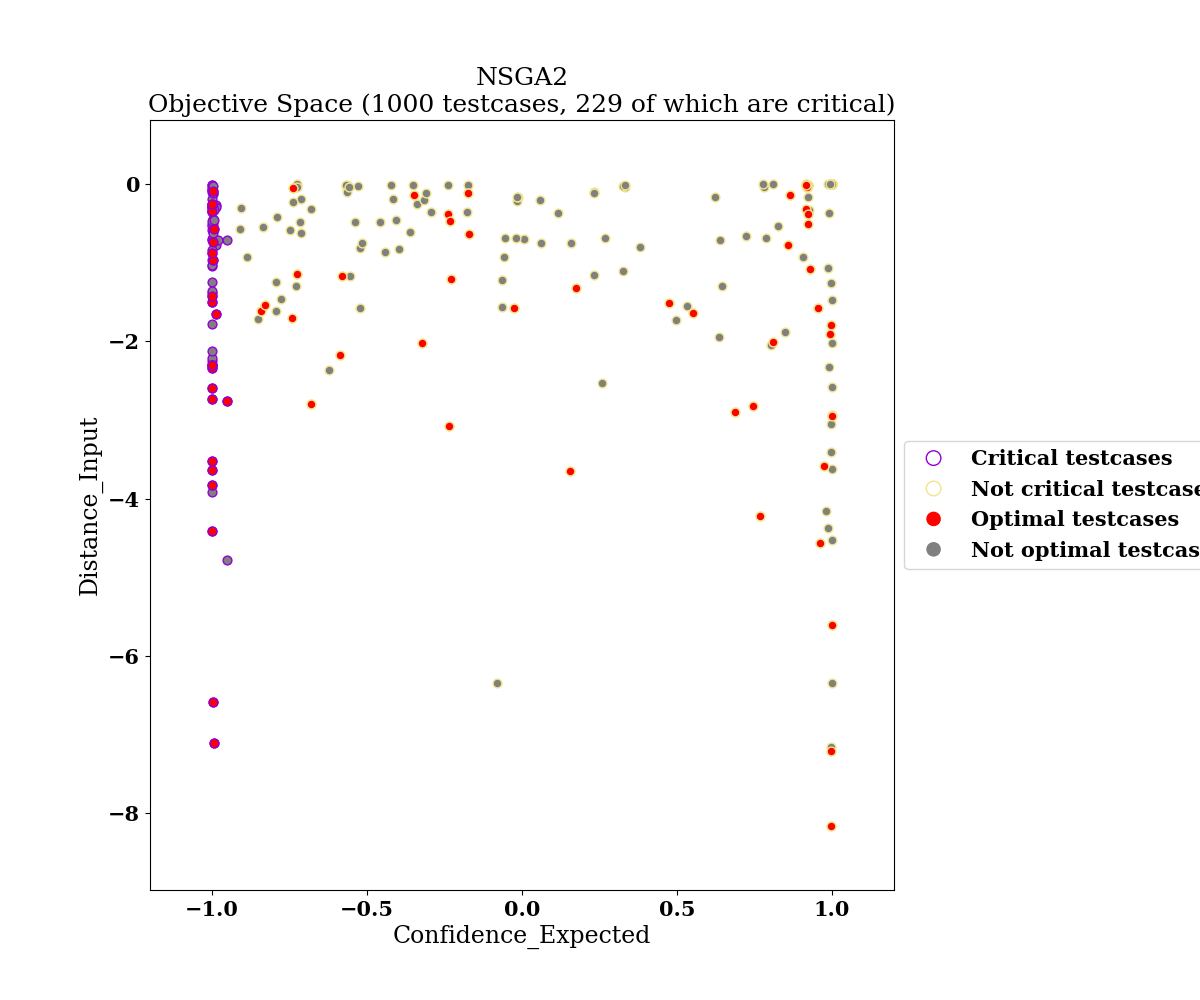 NSGA2
Objective Space (1000 testcases, 229 of which are critical)
0
−2
−4
−6
−8
Distance_Input
−1.0
−0.5
0.0
0.5
1.0
Confidence_Expected
Critical testcases
Not critical testcase
Optimal testcases
Not optimal testcas